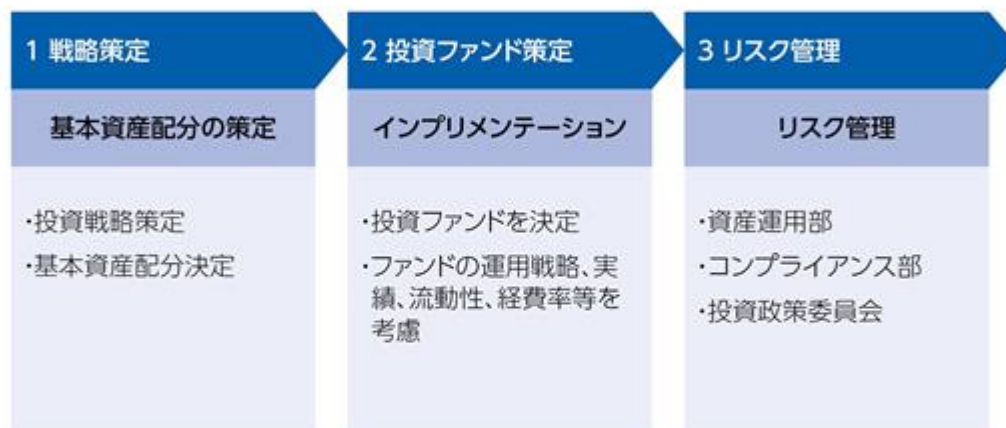 1 戦略策定
基本資産配分の策定
・投資戦略策定
・基本資産配分決定
2 投資ファンド策定
インプリメンテーション
・投資ファンドを決定
・ファンドの運用戦略、実
績、流動性、経費率等を
考慮
3 リスク管理
リスク管理
・資産運用部
・コンプライアンス部
・投資政策委員会